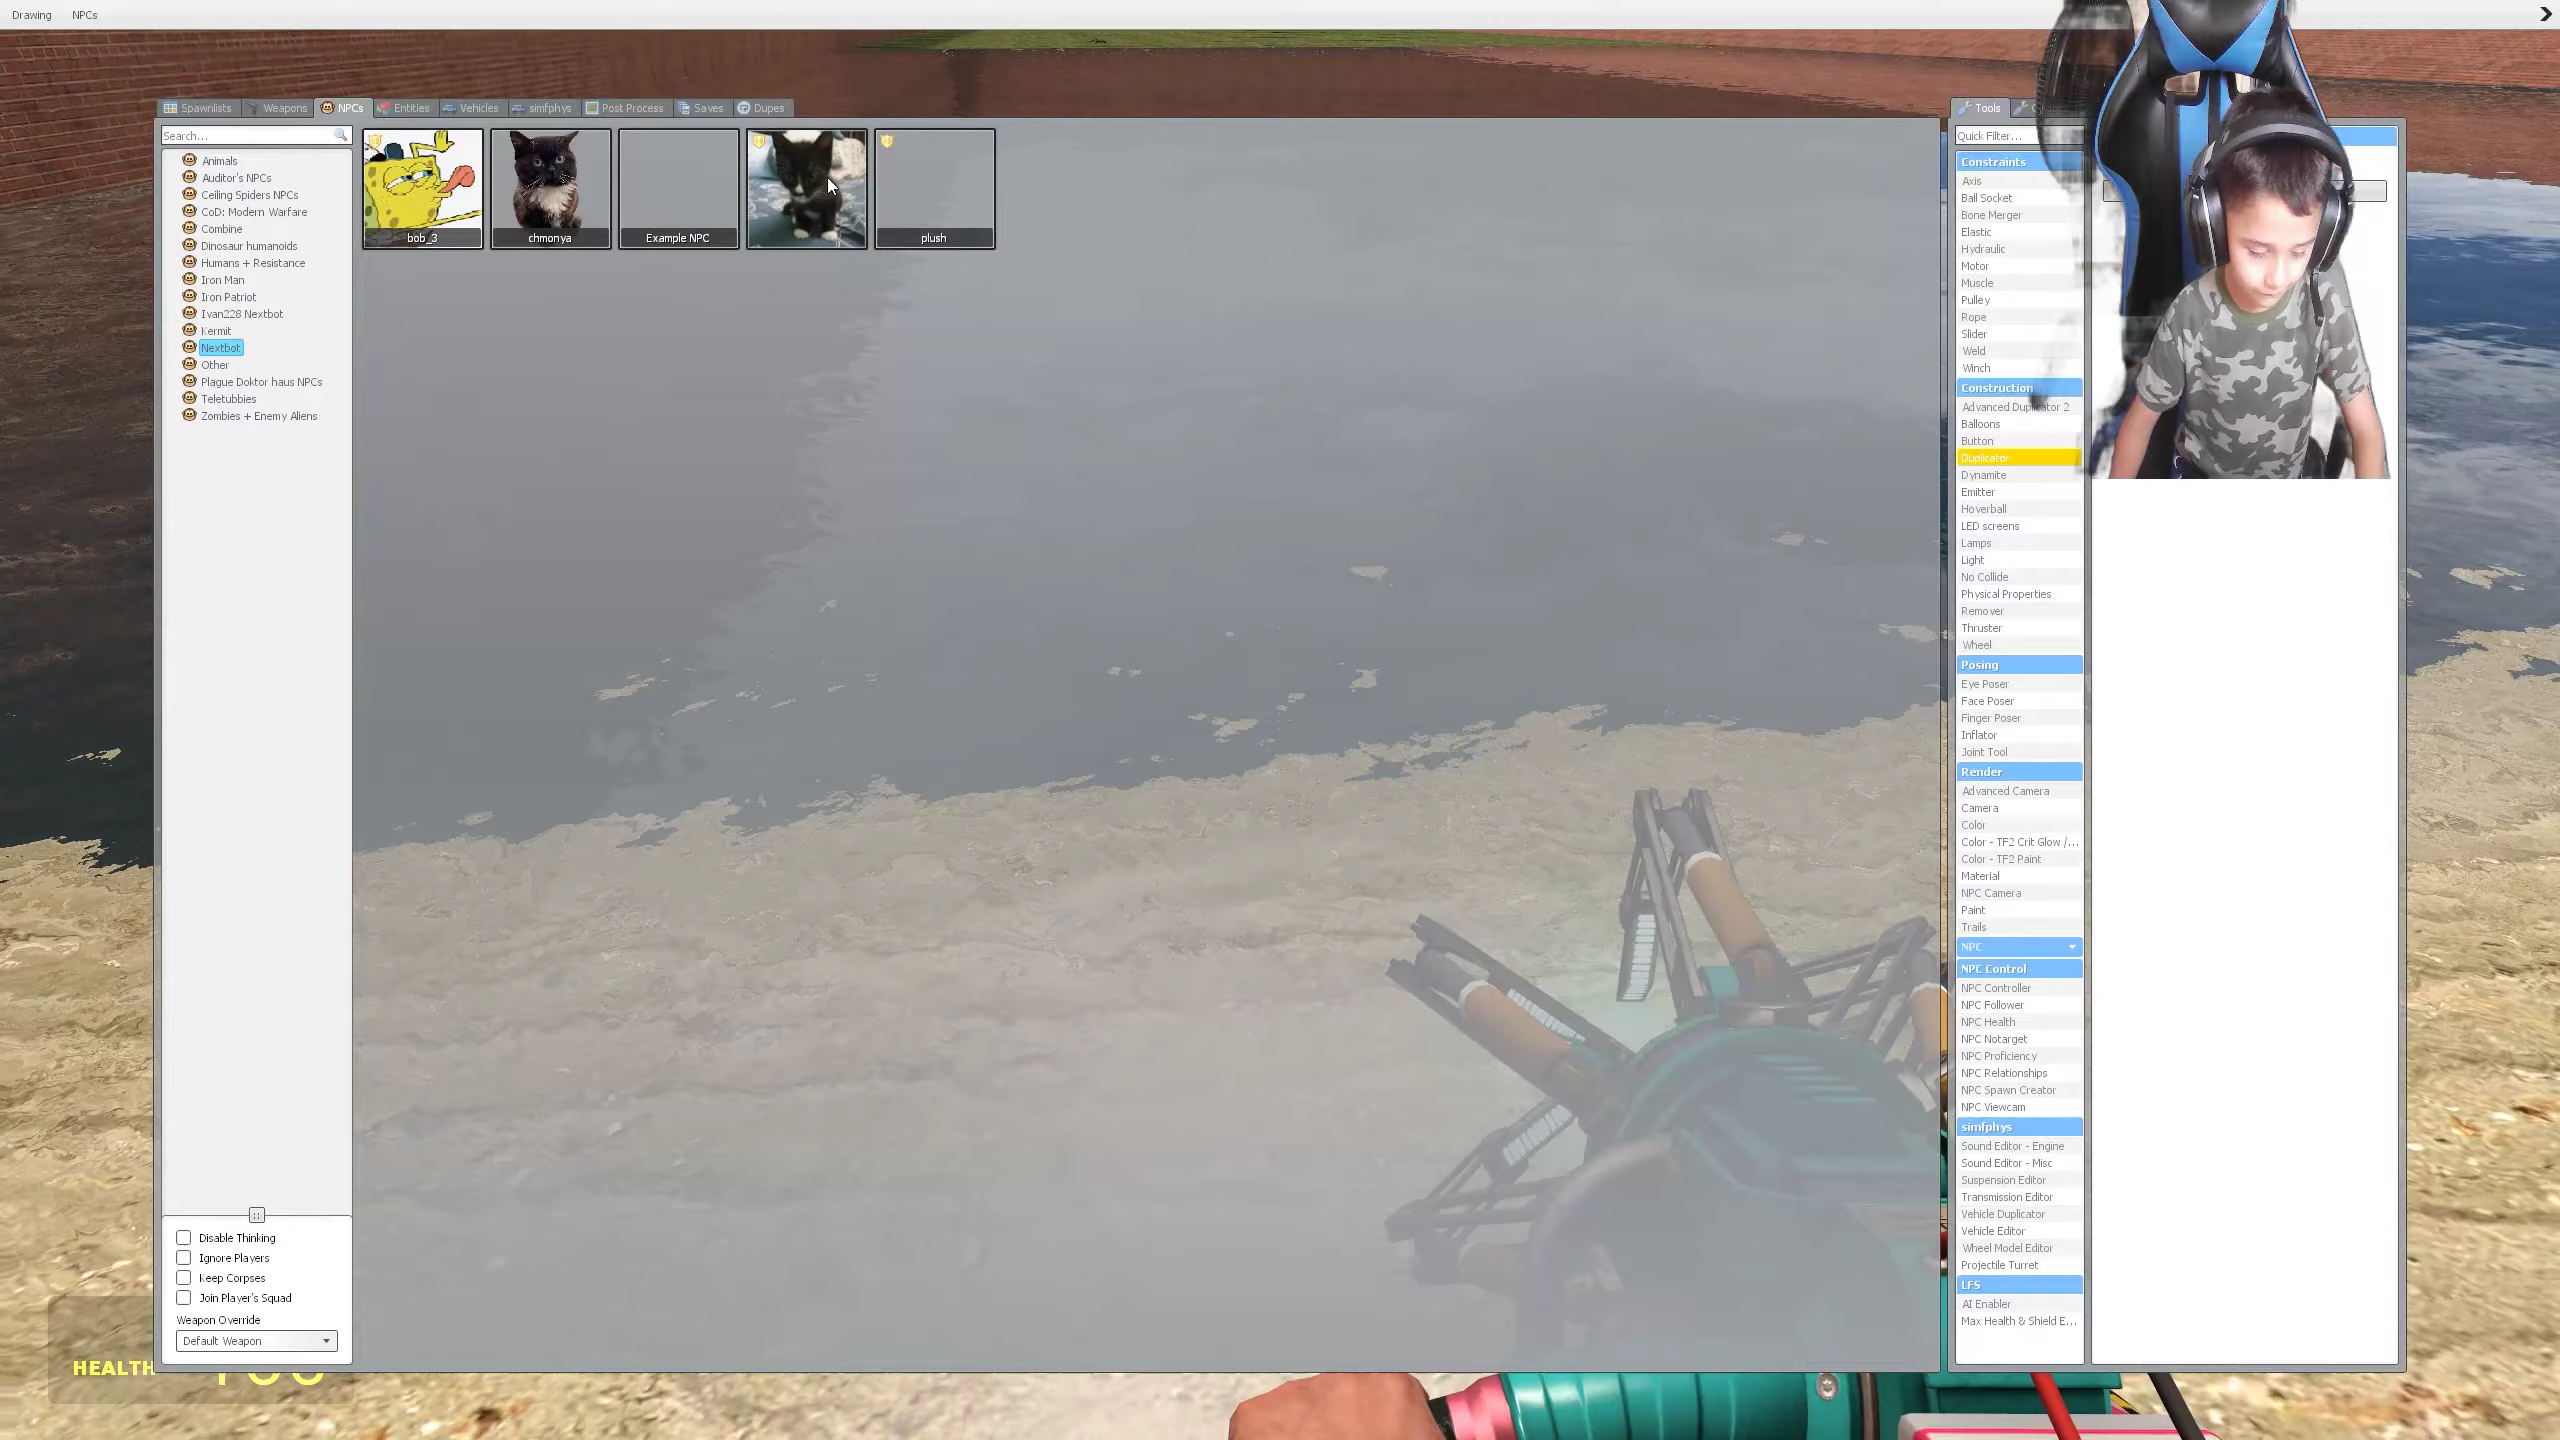 Drawing NPCs
Spawnlists Weapons NPCs Entities Vehicles simfphys Post Process Saves Dupes
Search...
Animals
Auditor's NPCs
Ceiling Spiders NPCs
CoD: Modern Warfare
Combine
Dinosaur humanoids
Humans + Resistance
Iron Man
Iron Patriot
Ivan228 Nextbot
Kermit
Nextbot
Other
Plague Doktor haus NPCs
Teletubbies
Zombies + Enemy Aliens
bob_3 chmonya Example NPC plush
Disable Thinking
Ignore Players
Keep Corpses
Join Player's Squad
Weapon Override
Default Weapon
HEALTH
Tools
Quick Filter...
Constraints
Axis
Ball Socket
Bone Merger
Elastic
Hydraulic
Motor
Muscle
Pulley
Rope
Slider
Weld
Winch
Construction
Advanced Duplicator 2
Balloons
Button
Duplicator
Dynamite
Emitter
Hoverball
LED screens
Lamps
Light
No Collide
Physical Properties
Remover
Thruster
Wheel
Posing
Eye Poser
Face Poser
Finger Poser
Inflator
Joint Tool
Render
Advanced Camera
Camera
Color
Color - TF2 Crit Glow /...
Color - TF2 Paint
Material
NPC Camera
Paint
Trails
NPC
NPC Control
NPC Controller
NPC Follower
NPC Health
NPC Notarget
NPC Proficiency
NPC Relationships
NPC Spawn Creator
NPC Viewcam
simfphys
Sound Editor - Engine
Sound Editor - Misc
Suspension Editor
Transmission Editor
Vehicle Duplicator
Vehicle Editor
Wheel Model Editor
Projectile Turret
LFS
AI Enabler
Max Health & Shield E...